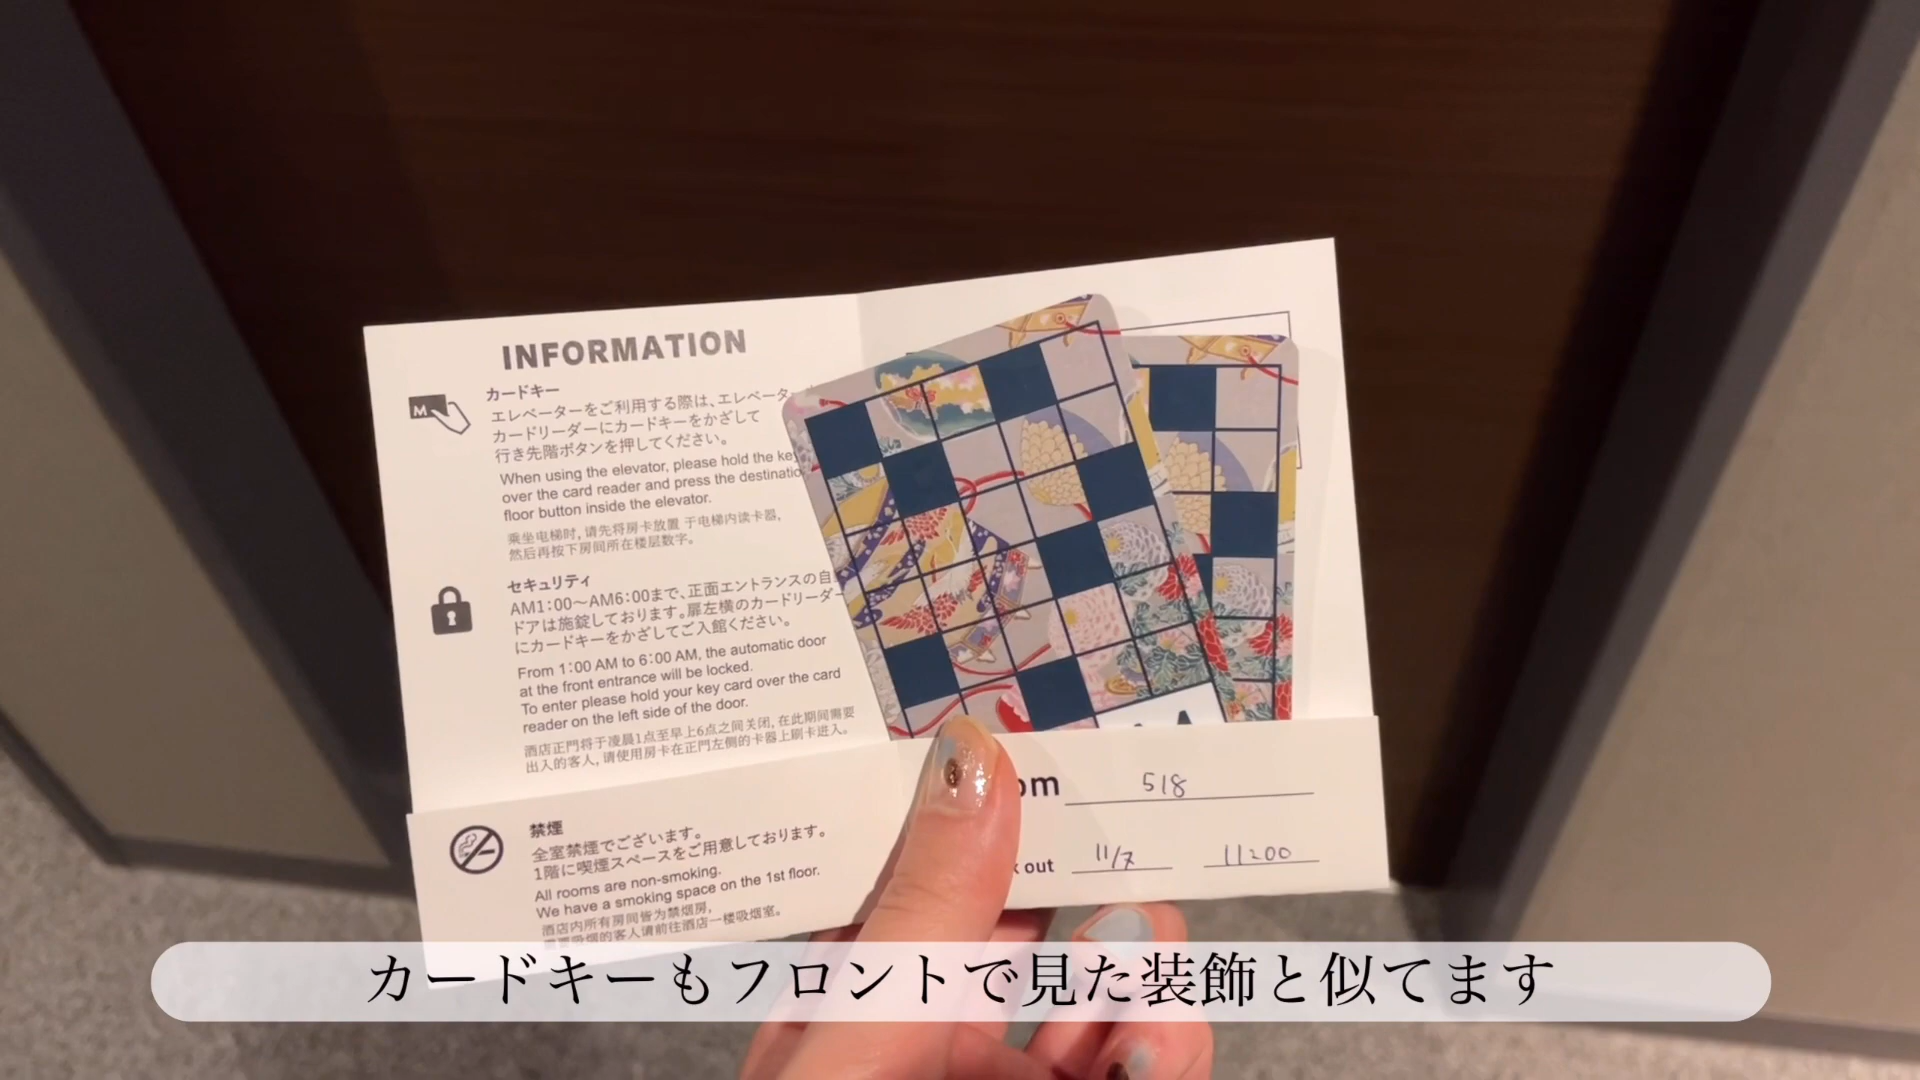 INFORMATION
カードキー
エレベーターをご利用する際は、エレベーター
カードリーダーにカードキーをかざして
行き先階ボタンを押してください。
When using the elevator, please hold the key
over the card reader and press the
floor button inside the elevator.
乘坐电梯时, 请先将房卡放置 于电梯内读卡器,
然后再按下房间所在楼层数字。
セキュリティ
AM1:00～AM6:00まで、正面エントランスの自
ドアは施錠しております。扉左横のカードリーダー
にカードキーをかざしてご入館ください。
From 1:00 AM to 6:00 AM, the automatic door
at the front entrance will be locked.
To enter please hold your key card over the card
reader on the left side of the door.
酒店正門将于凌晨1点至早上6点之间关闭, 在此期间需要
出入的客人, 请使用房卡在正門左侧的卡器上刷卡进入。
禁煙
全室禁煙でございます。
1階に喫煙スペースをご用意しております。
All rooms are non-smoking.
We have a smoking space on the 1st floor.
酒店内所有房间皆为禁烟房,
的客人请前往酒店一楼吸烟室。
518
out 11/7 11:00
カードキーもフロントで見た装飾と似てます